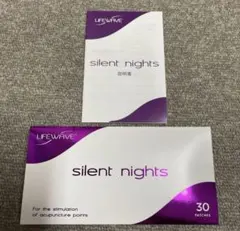 LIFEWAVE
silent nights
説明書
LIFEWAVE
silent nights
For the stimulation
of acupuncture points
30
PATCHES